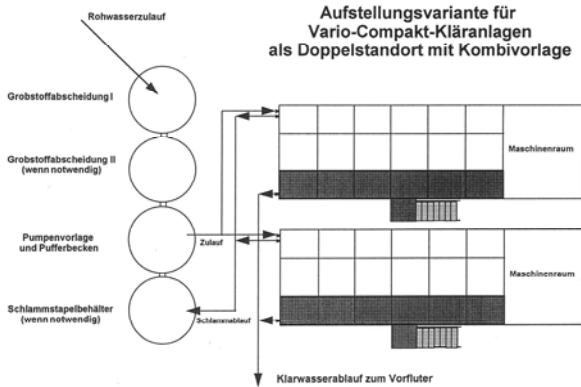 Aufstellungsvariante für
Vario-Compakt-Kläranlagen
als Doppelstandort mit Kombivorlage
Rohwasserzulauf
Grobstoffabscheidung I
Maschinenraum
Grobstoffabscheidung II
(wenn notwendig)
Pumpenvorlage
und Pufferbecken
Zulauf
Maschinenraum
Schlammstapelbehälter
(wenn notwendig)
Schlammablauf
Klarwasserablauf zum Vorfluter